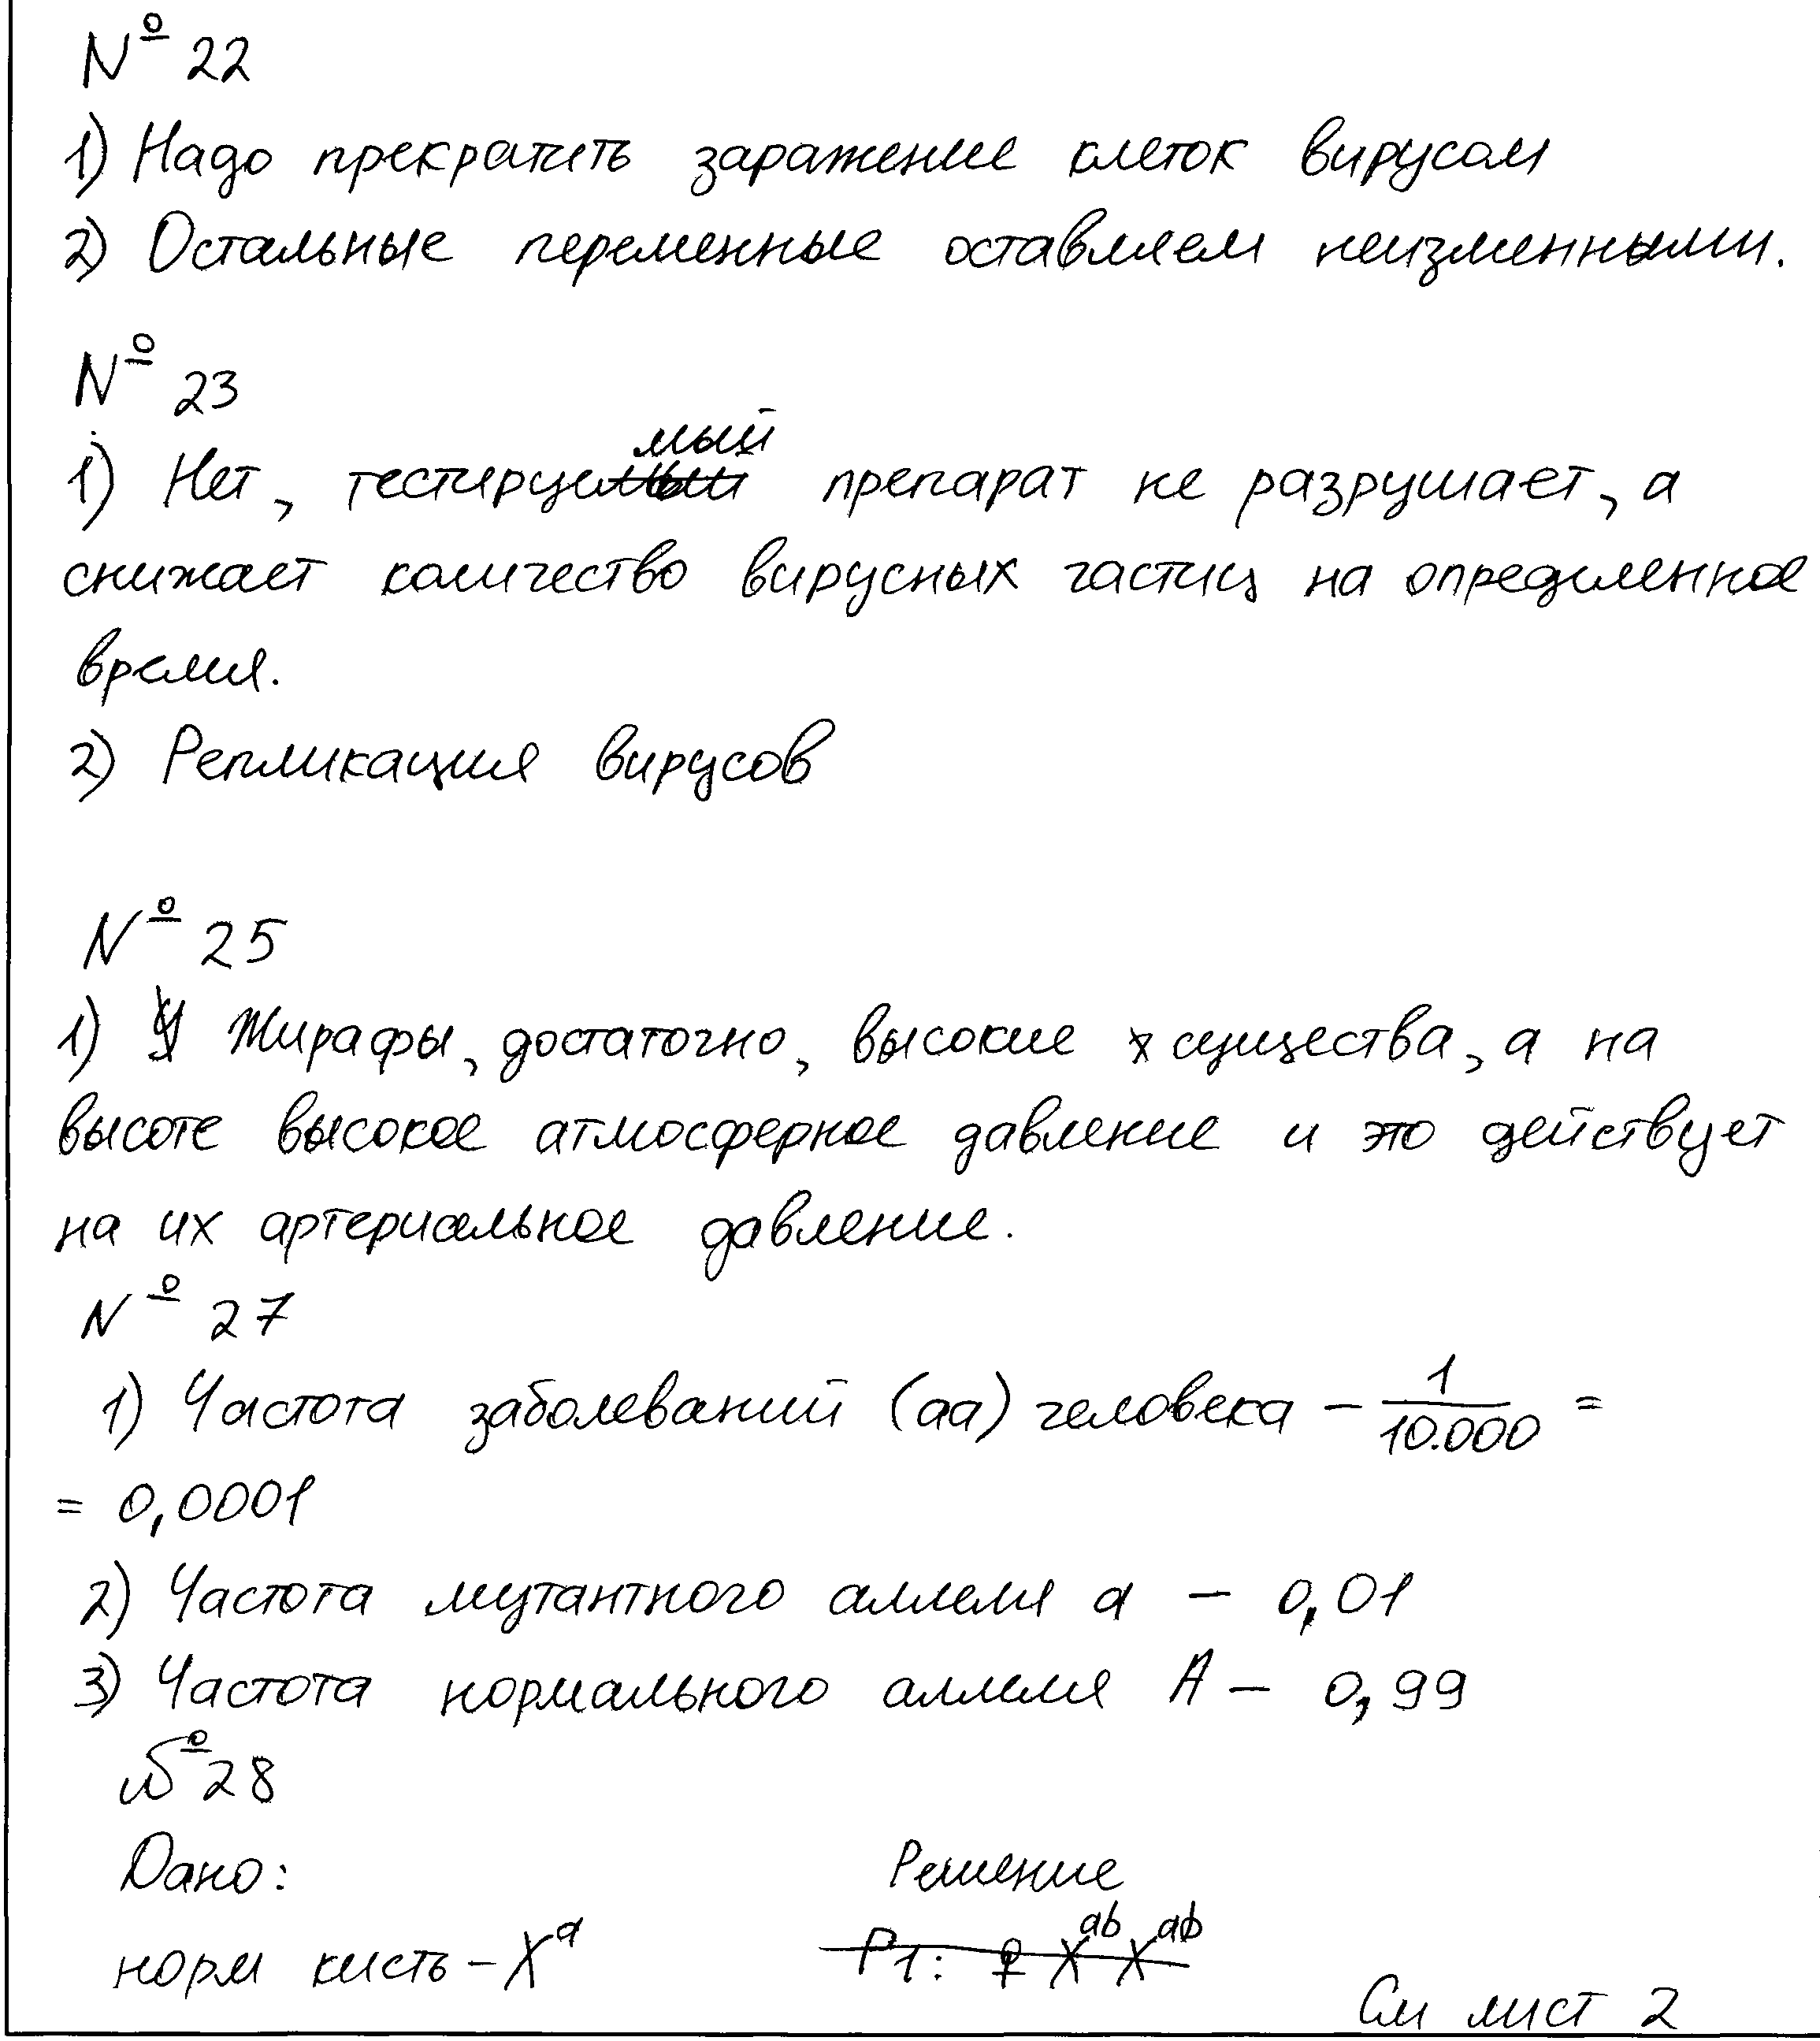 № 22
1) Надо прекратить заражение клеток вирусом
2) Остальные переменные оставляем неизменными.
№ 23
1) Нет, тестируемый препарат не разрушает, а
снижает количество вирусных частиц на определенное
время.
2) Репликация вирусов
№ 25
1) Жирафы, достаточно, высокие существа, а на
высоте высокое атмосферное давление и это действует
на их артериальное давление.
№ 27
1) Частота заболеваний (aa) человека – 1/10.000 =
= 0,0001
2) Частота мутантного аллеля a – 0,01
3) Частота нормального аллеля A – 0,99
№ 28
Дано: Решение
норм кисть – X^a P1: ♀ X^ab X^ab
См лист 2